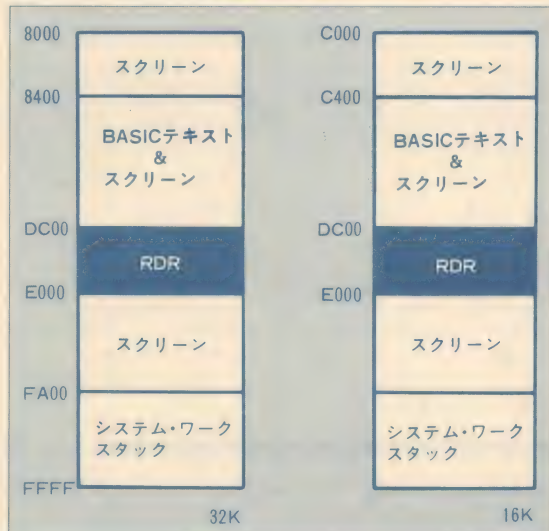 8000
スクリーン
8400
BASICテキスト
&
スクリーン
DC00
RDR
E000
スクリーン
FA00
システム・ワーク
スタック
FFFF
32K
C000
スクリーン
C400
BASICテキスト
&
スクリーン
DC00
RDR
E000
スクリーン
システム・ワーク
スタック
16K